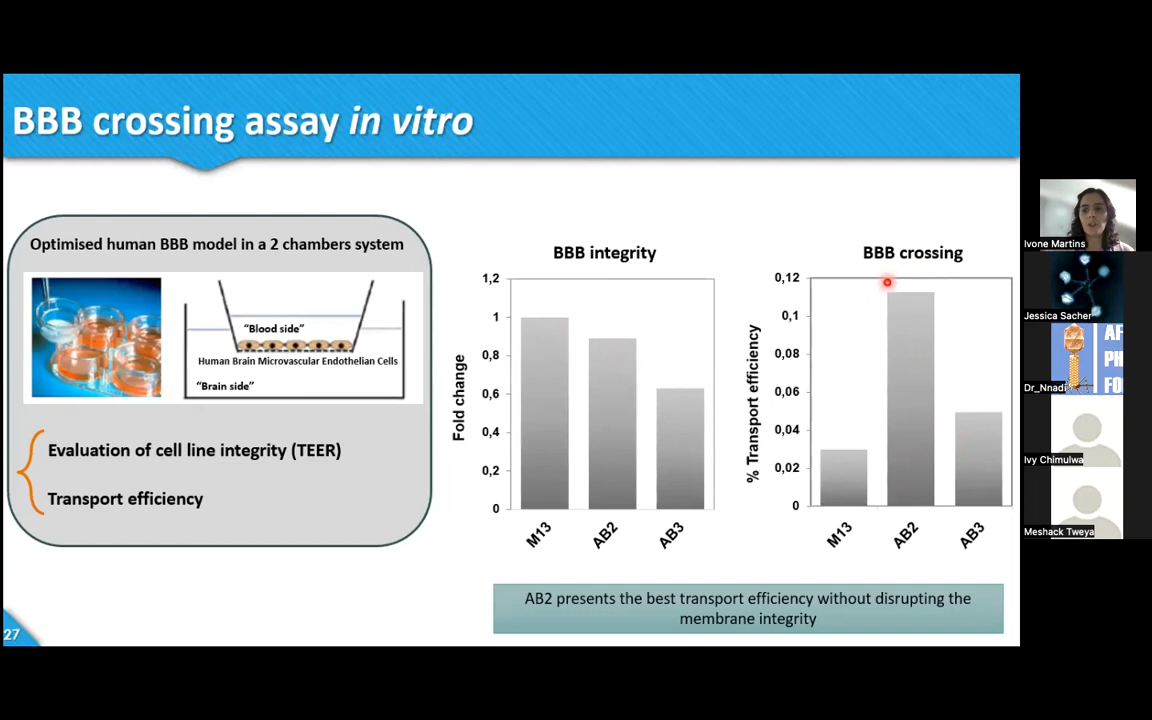 BBB crossing assay in vitro
Optimised human BBB model in a 2 chambers system
"Blood side"
Human Brain Microvascular Endothelial Cells
"Brain side"
Evaluation of cell line integrity (TEER)
Transport efficiency
BBB integrity
Fold change
1,2
1
0,8
0,6
0,4
0,2
0
M13
AB2
AB3
BBB crossing
% Transport efficiency
0,12
0,1
0,08
0,06
0,04
0,02
0
M13
AB2
AB3
AB2 presents the best transport efficiency without disrupting the
membrane integrity
27
Ivone Martins
Jessica Sacher
AF
PH
FO
Dr_Nnadi
Ivy Chimulwa
Meshack Tweya